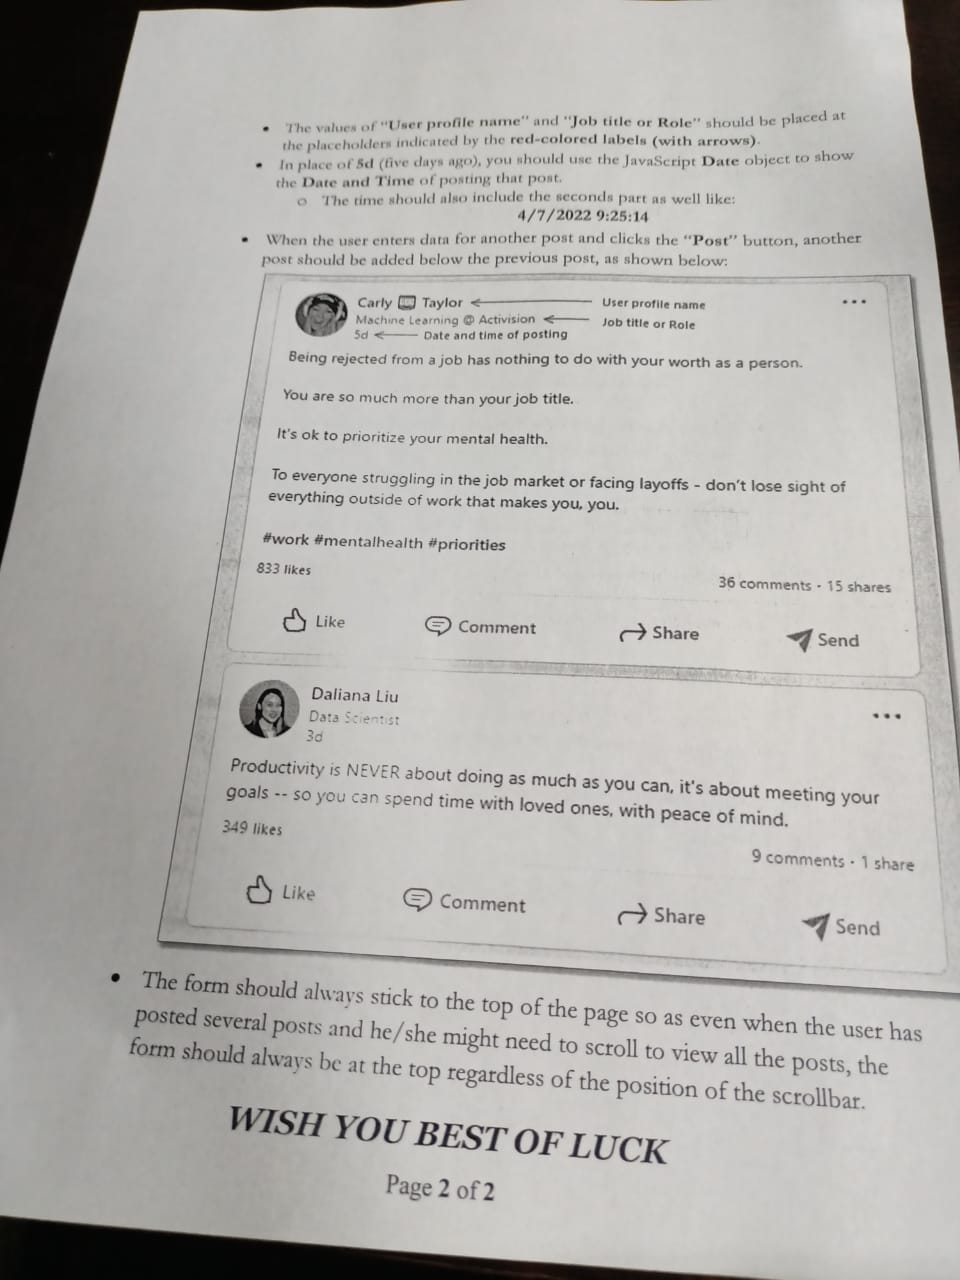 • The values of "User profile name" and "Job title or Role" should be placed at
the placeholders indicated by the red-colored labels (with arrows).
• In place of 5d (five days ago), you should use the JavaScript Date object to show
the Date and Time of posting that post.
o The time should also include the seconds part as well like:
4/7/2022 9:25:14
• When the user enters data for another post and clicks the "Post" button, another
post should be added below the previous post, as shown below:
Carly Taylor User profile name
Machine Learning @ Activision Job title or Role
5d Date and time of posting
Being rejected from a job has nothing to do with your worth as a person.
You are so much more than your job title.
It's ok to prioritize your mental health.
To everyone struggling in the job market or facing layoffs - don't lose sight of
everything outside of work that makes you, you.
#work #mentalhealth #priorities
833 likes
36 comments · 15 shares
Like Comment Share Send
Daliana Liu
Data Scientist
3d
Productivity is NEVER about doing as much as you can, it's about meeting your
goals -- so you can spend time with loved ones, with peace of mind.
349 likes
9 comments · 1 share
Like Comment Share Send
• The form should always stick to the top of the page so as even when the user has
posted several posts and he/she might need to scroll to view all the posts, the
form should always be at the top regardless of the position of the scrollbar.
WISH YOU BEST OF LUCK
Page 2 of 2